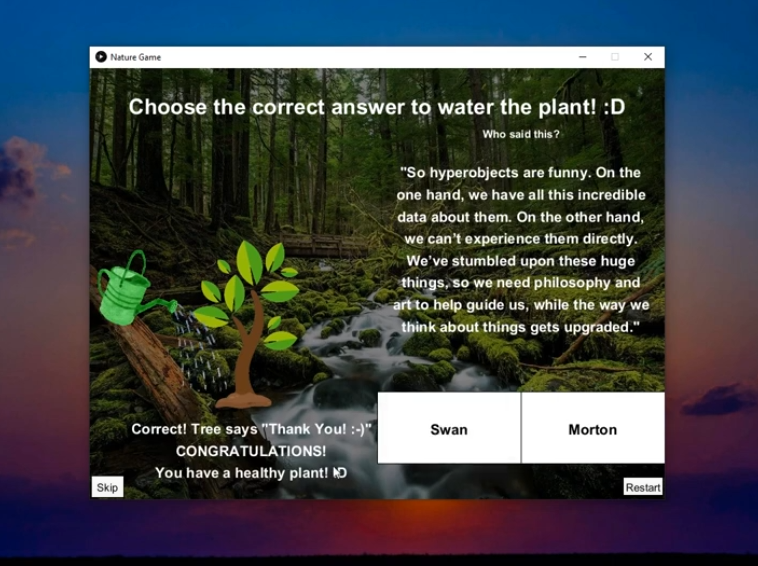 Nature Game
Choose the correct answer to water the plant! :D
Who said this?
"So hyperobjects are funny. On the
one hand, we have all this incredible
data about them. On the other hand,
we can't experience them directly.
We've stumbled upon these huge
things, so we need philosophy and
art to help guide us, while the way we
think about things gets upgraded."
Swan
Morton
Correct! Tree says "Thank You! :-)"
CONGRATULATIONS!
You have a healthy plant! :D
Skip
Restart